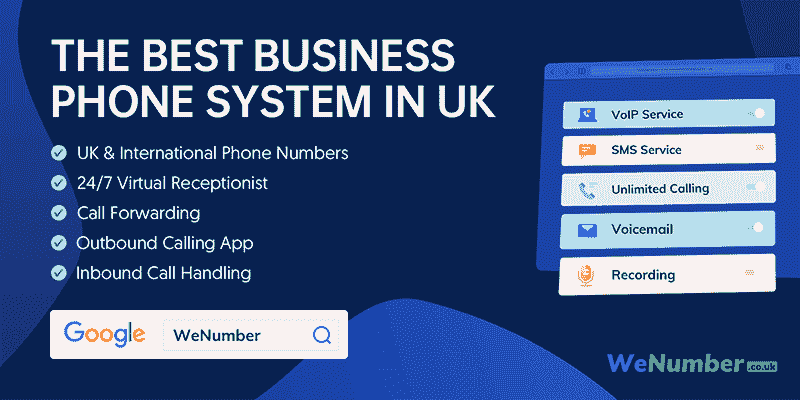 THE BEST BUSINESS
PHONE SYSTEM IN UK
UK & International Phone Numbers
24/7 Virtual Receptionist
Call Forwarding
Outbound Calling App
Inbound Call Handling
Google WeNumber
VoIP Service
SMS Service
Unlimited Calling
Voicemail
Recording
WeNumber.co.uk